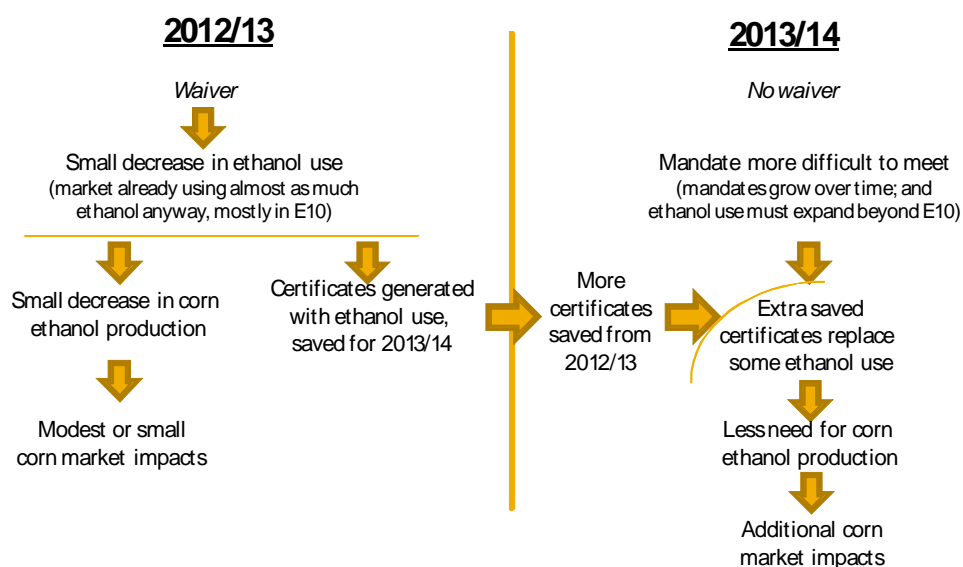 2012/13
Waiver
Small decrease in ethanol use
(market already using almost as much
ethanol anyway, mostly in E10)
Small decrease in corn
ethanol production
Certificates generated
with ethanol use,
saved for 2013/14
Modest or small
corn market impacts
2013/14
No waiver
Mandate more difficult to meet
(mandates grow over time; and
ethanol use must expand beyond E10)
More
certificates
saved from
2012/13
Extra saved
certificates replace
some ethanol use
Less need for corn
ethanol production
Additional corn
market impacts